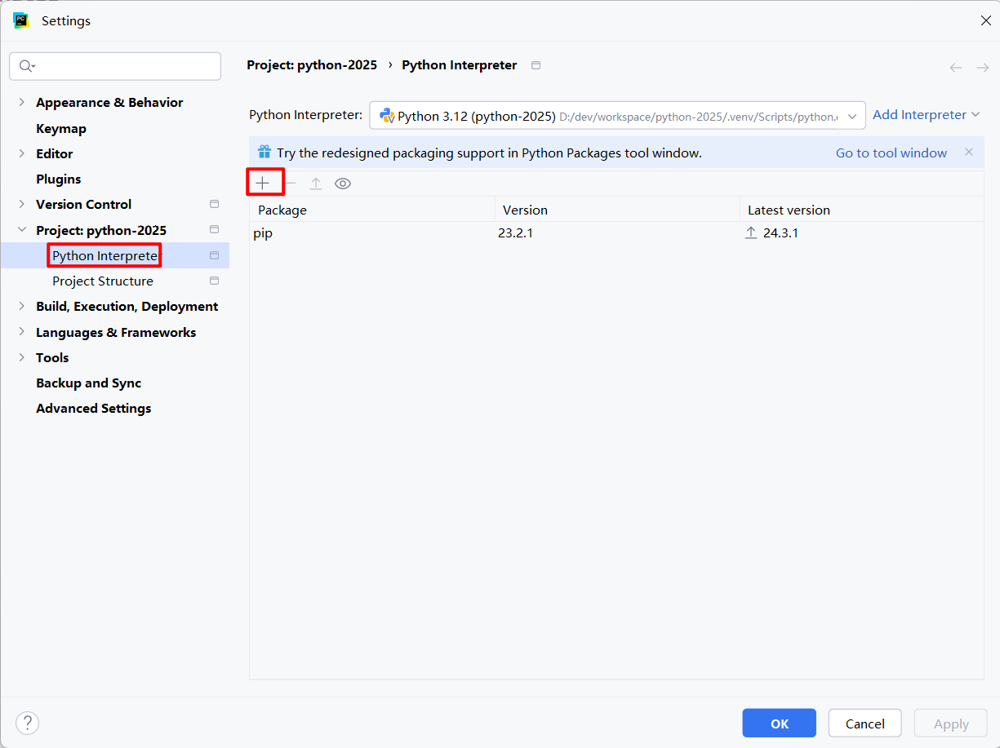 Settings
Project: python-2025 › Python Interpreter
Appearance & Behavior
Keymap
Editor
Plugins
Version Control
Project: python-2025
Python Interpreter
Project Structure
Build, Execution, Deployment
Languages & Frameworks
Tools
Backup and Sync
Advanced Settings
Python Interpreter: Python 3.12 (python-2025) D:/dev/workspace/python-2025/.venv/Scripts/python.e Add Interpreter
Try the redesigned packaging support in Python Packages tool window. Go to tool window
Package Version Latest version
pip 23.2.1 24.3.1
? OK Cancel Apply